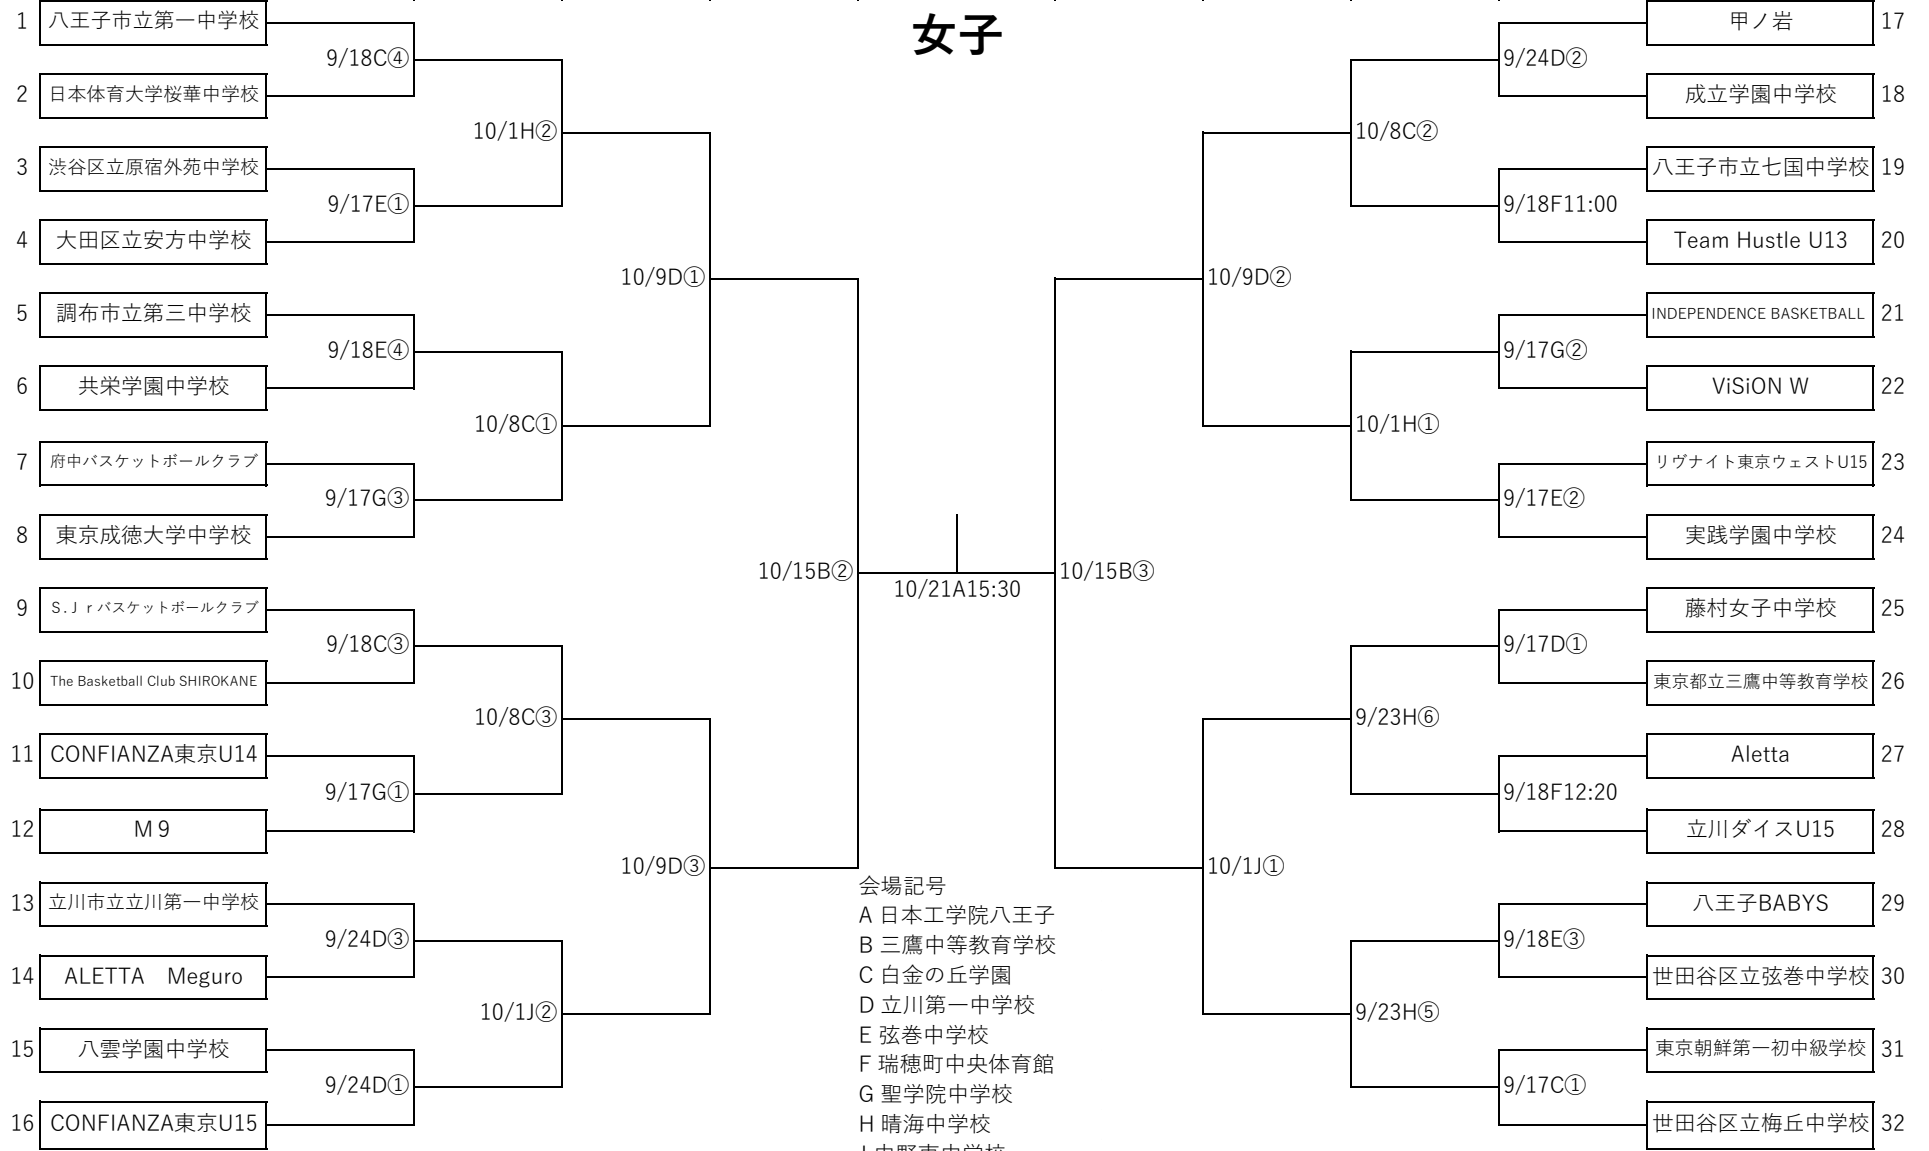 女子
1 八王子市立第一中学校
9/18C④
2 日本体育大学桜華中学校
10/1H②
3 渋谷区立原宿外苑中学校
9/17E①
4 大田区立安方中学校
10/9D①
5 調布市立第三中学校
9/18E④
6 共栄学園中学校
10/8C①
7 府中バスケットボールクラブ
9/17G③
8 東京成徳大学中学校
10/15B②
9 S.Jrバスケットボールクラブ
9/18C③
10 The Basketball Club SHIROKANE
10/8C③
11 CONFIANZA東京U14
9/17G①
12 M9
10/9D③
13 立川市立立川第一中学校
9/24D③
14 ALETTA Meguro
10/1J②
15 八雲学園中学校
9/24D①
16 CONFIANZA東京U15
10/21A15:30
甲ノ岩 17
9/24D②
成立学園中学校 18
10/8C②
八王子市立七国中学校 19
9/18F11:00
Team Hustle U13 20
10/9D②
INDEPENDENCE BASKETBALL 21
9/17G②
ViSiON W 22
10/1H①
リヴナイト東京ウェストU15 23
9/17E②
実践学園中学校 24
10/15B③
藤村女子中学校 25
9/17D①
東京都立三鷹中等教育学校 26
9/23H⑥
Aletta 27
9/18F12:20
立川ダイスU15 28
10/1J①
八王子BABYS 29
9/18E③
世田谷区立弦巻中学校 30
9/23H⑤
東京朝鮮第一初中級学校 31
9/17C①
世田谷区立梅丘中学校 32
会場記号
A 日本工学院八王子
B 三鷹中等教育学校
C 白金の丘学園
D 立川第一中学校
E 弦巻中学校
F 瑞穂町中央体育館
G 聖学院中学校
H 晴海中学校